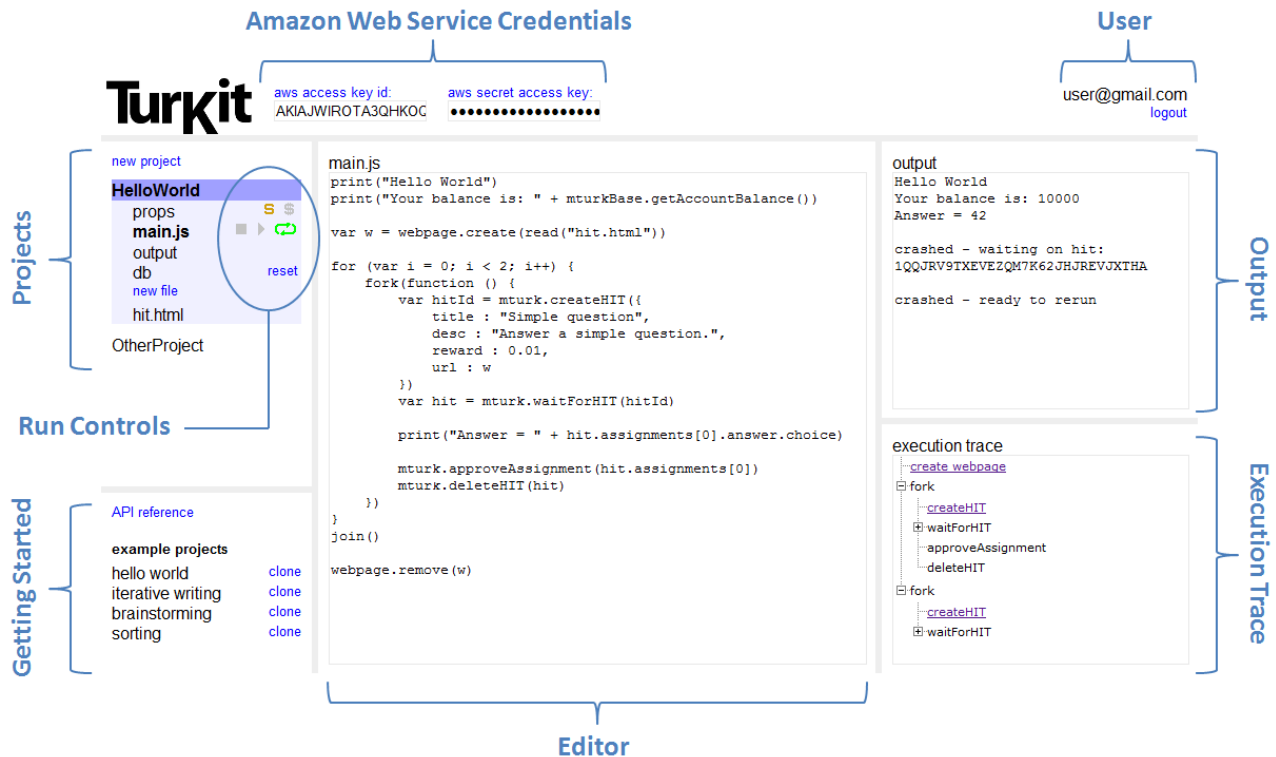 Amazon Web Service Credentials
User
TurKit
aws access key id:
aws secret access key:
AKIAJWIROTA3QHKOC
••••••••••••••••••
user@gmail.com
logout
Projects
new project
HelloWorld
props
S $
main.js
output
db
reset
new file
hit.html
OtherProject
Run Controls
Getting Started
API reference
example projects
hello world clone
iterative writing clone
brainstorming clone
sorting clone
main.js
print("Hello World")
print("Your balance is: " + mturkBase.getAccountBalance())
var w = webpage.create(read("hit.html"))
for (var i = 0; i < 2; i++) {
    fork(function () {
        var hitId = mturk.createHIT({
            title : "Simple question",
            desc : "Answer a simple question.",
            reward : 0.01,
            url : w
        })
        var hit = mturk.waitForHIT(hitId)
        print("Answer = " + hit.assignments[0].answer.choice)
        mturk.approveAssignment(hit.assignments[0])
        mturk.deleteHIT(hit)
    })
}
join()
webpage.remove(w)
Editor
output
Hello World
Your balance is: 10000
Answer = 42
crashed - waiting on hit:
1QQJRV9TXEVEZQM7K62JHJREVJXTHA
crashed - ready to rerun
Output
execution trace
create webpage
fork
createHIT
waitForHIT
approveAssignment
deleteHIT
fork
createHIT
waitForHIT
Execution Trace